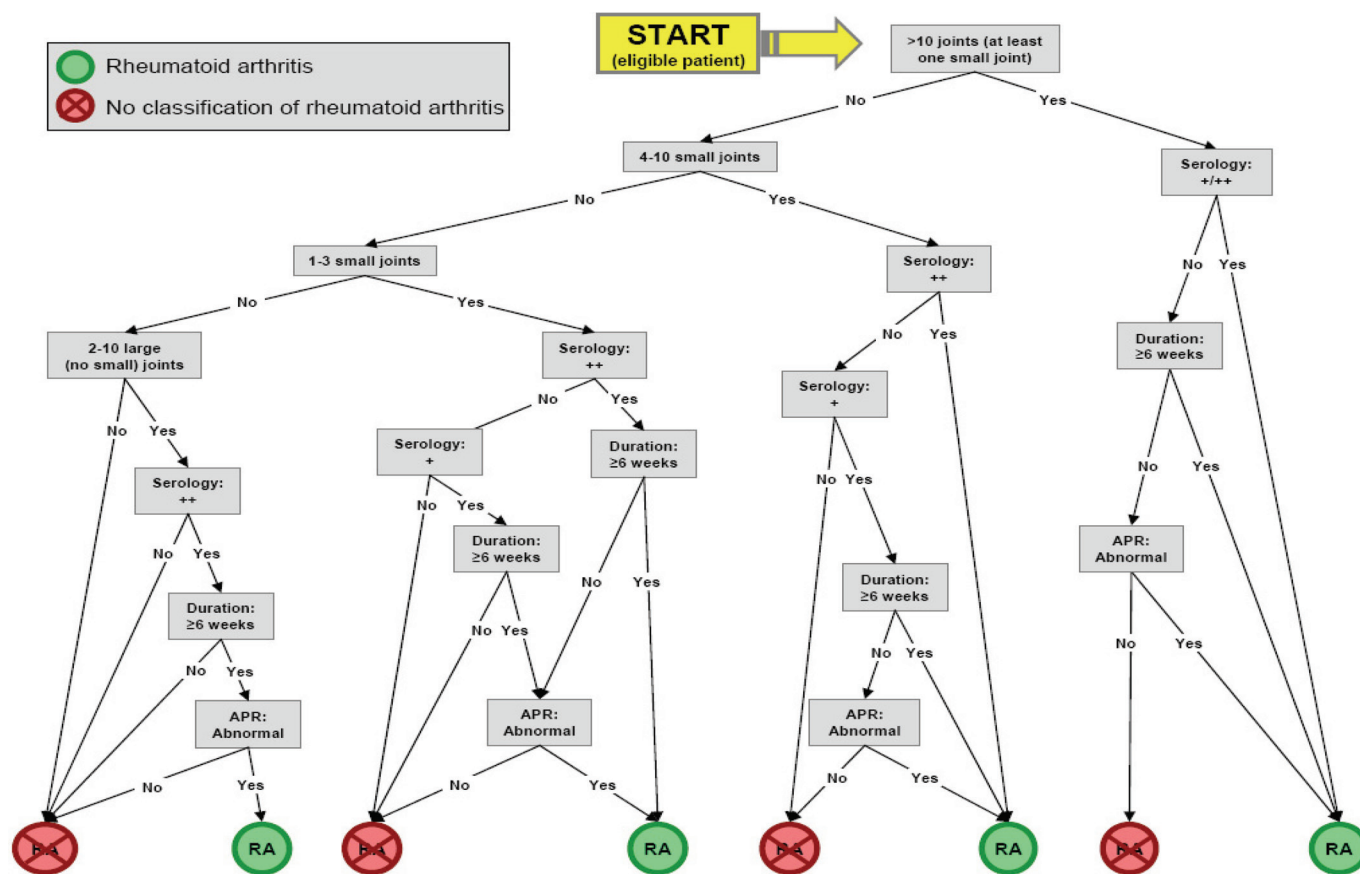 START
(eligible patient)
>10 joints (at least
one small joint)
Rheumatoid arthritis
No classification of rheumatoid arthritis
No
Yes
4-10 small joints
Serology:
+/++
No
Yes
1-3 small joints
Serology:
++
No
Yes
No
Yes
2-10 large
(no small) joints
Serology:
++
No
Yes
Duration:
≥6 weeks
Serology:
+
No
Yes
No
Yes
Serology:
+
Duration:
≥6 weeks
No
Yes
No
Yes
Serology:
++
No
Yes
Duration:
≥6 weeks
APR:
Abnormal
No
Yes
No
Yes
Duration:
≥6 weeks
Duration:
≥6 weeks
No
Yes
No
Yes
No
Yes
No
Yes
APR:
Abnormal
APR:
Abnormal
APR:
Abnormal
No
Yes
No
Yes
No
Yes
RA
RA
RA
RA
RA
RA
RA
RA